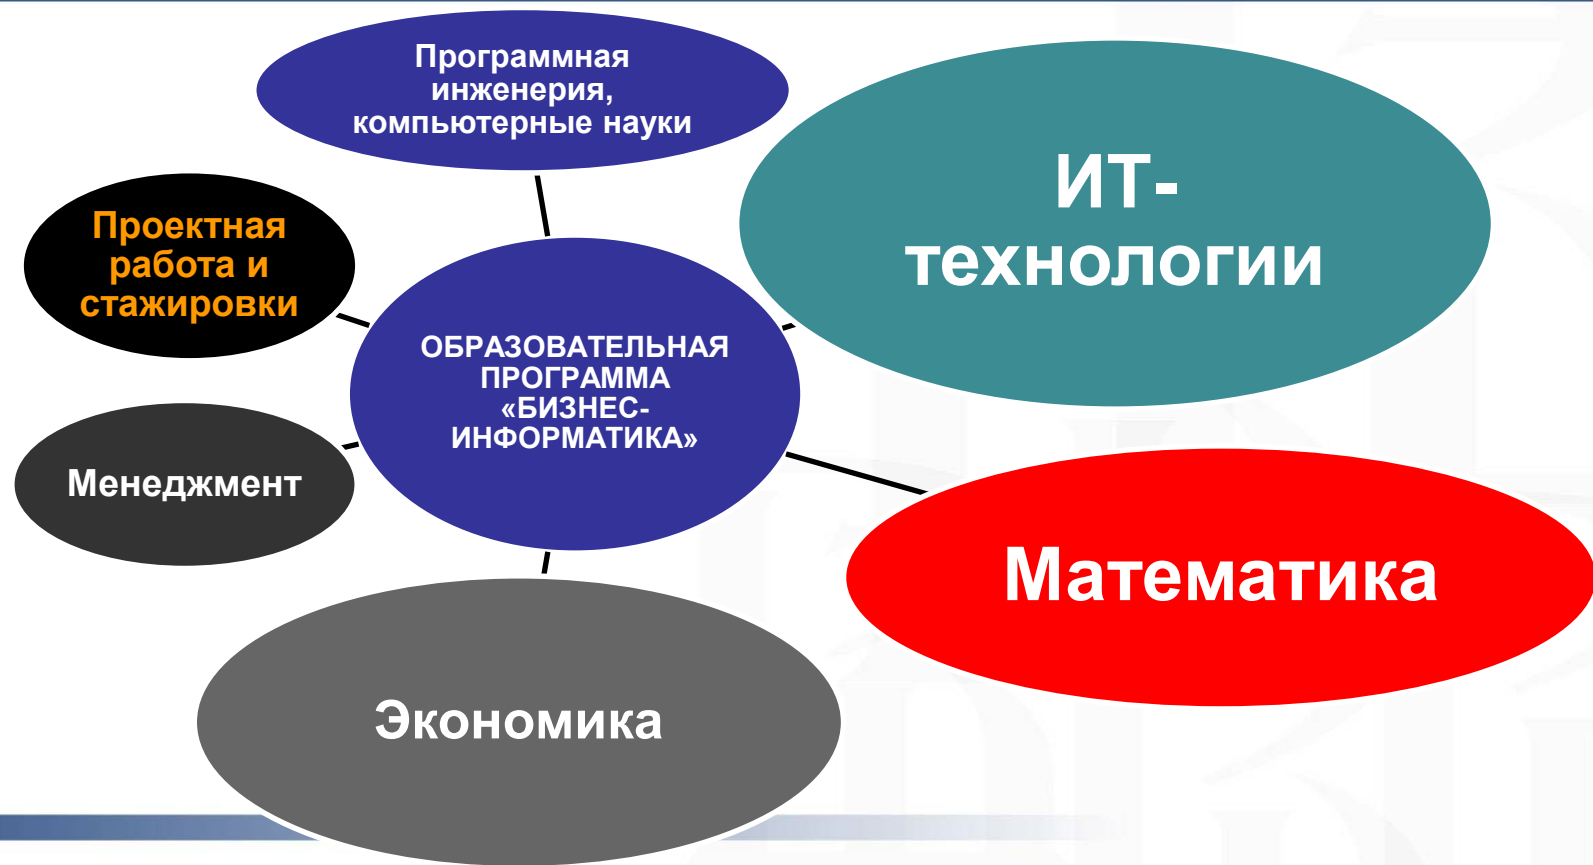 Программная
инженерия,
компьютерные науки
ИТ-
технологии
Проектная
работа и
стажировки
ОБРАЗОВАТЕЛЬНАЯ
ПРОГРАММА
«БИЗНЕС-
ИНФОРМАТИКА»
Менеджмент
Математика
Экономика